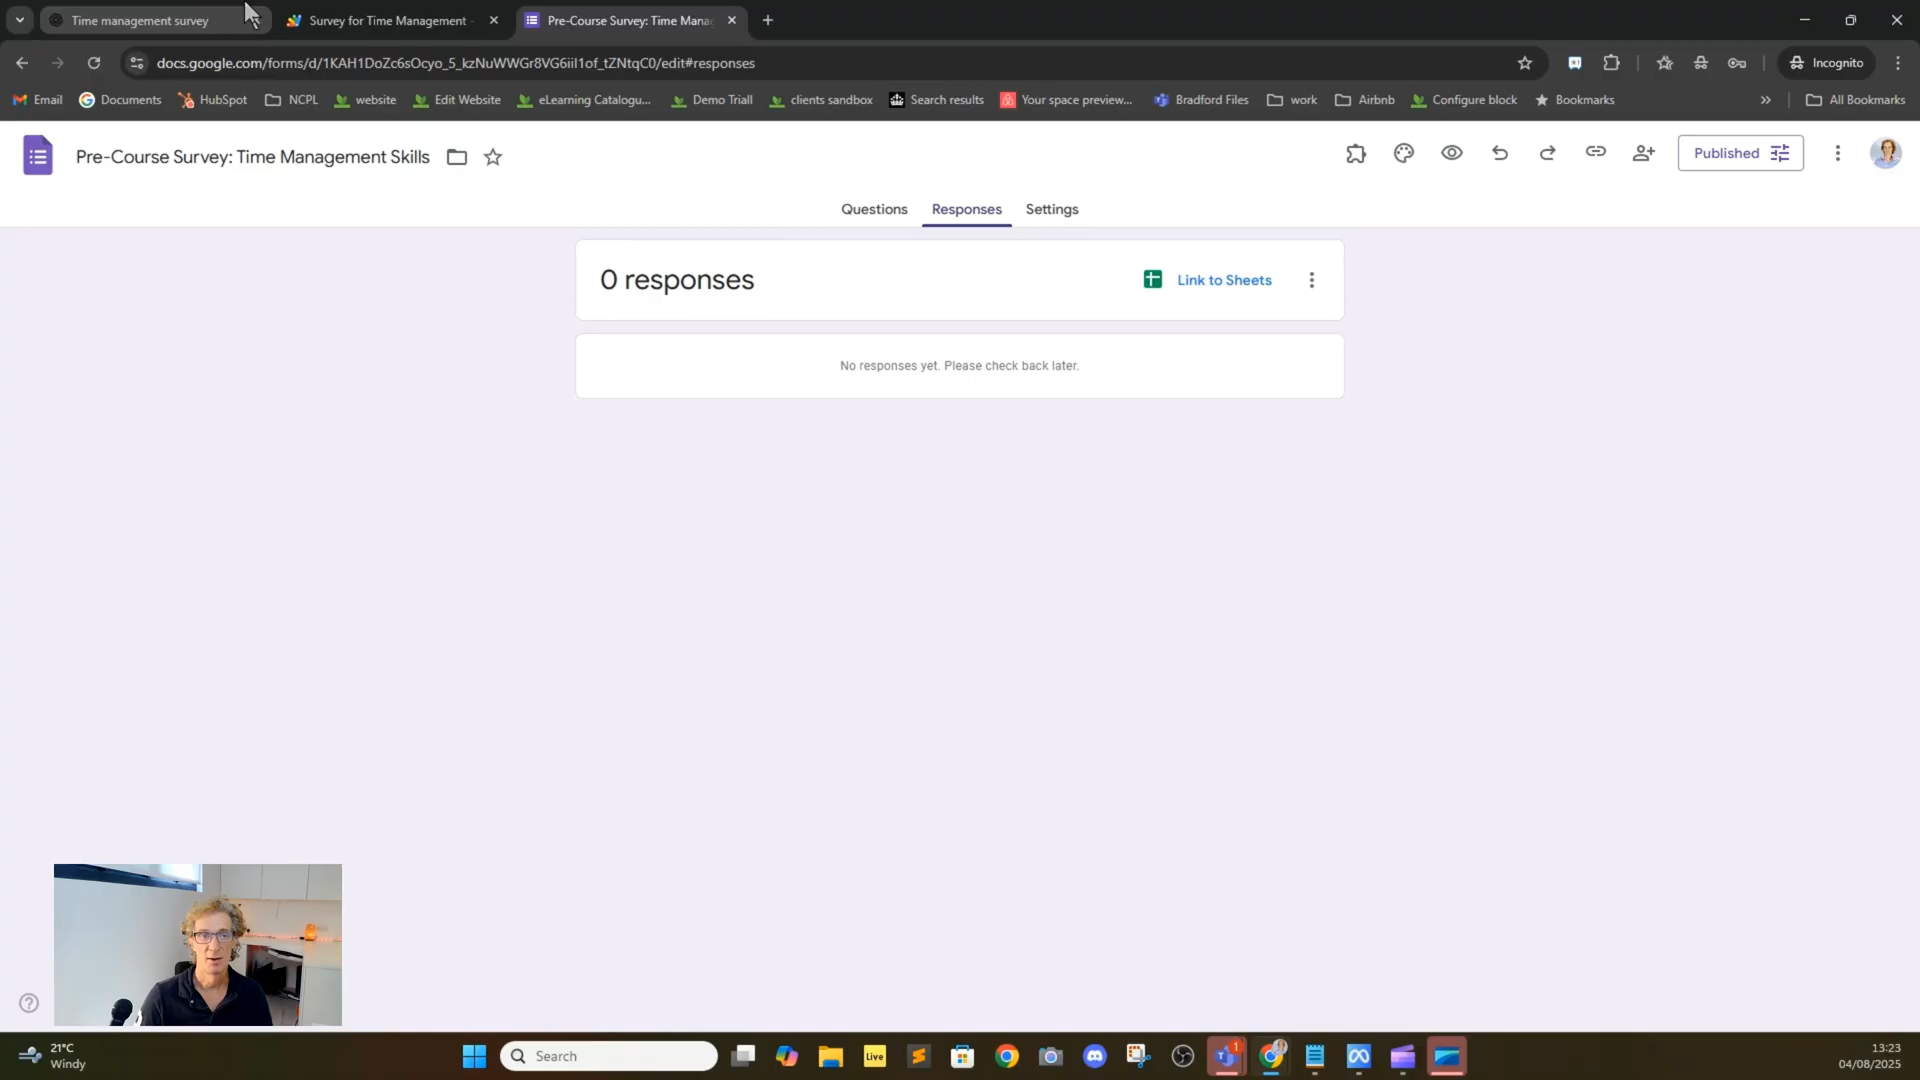 Time management survey
Survey for Time Management -
Pre-Course Survey: Time Mana
docs.google.com/forms/d/1KAH1DoZc6sOcyo_5_kzNuWWGr8VG6iiI1of_tZNtqC0/edit#responses
Incognito
Email
Documents
HubSpot
NCPL
website
Edit Website
eLearning Catalogu...
Demo Triall
clients sandbox
Search results
Your space preview...
Bradford Files
work
Airbnb
Configure block
Bookmarks
»
All Bookmarks
Pre-Course Survey: Time Management Skills
Published
Questions
Responses
Settings
0 responses
Link to Sheets
No responses yet. Please check back later.
21°C
Windy
Search
Live
1
13:23
04/08/2025